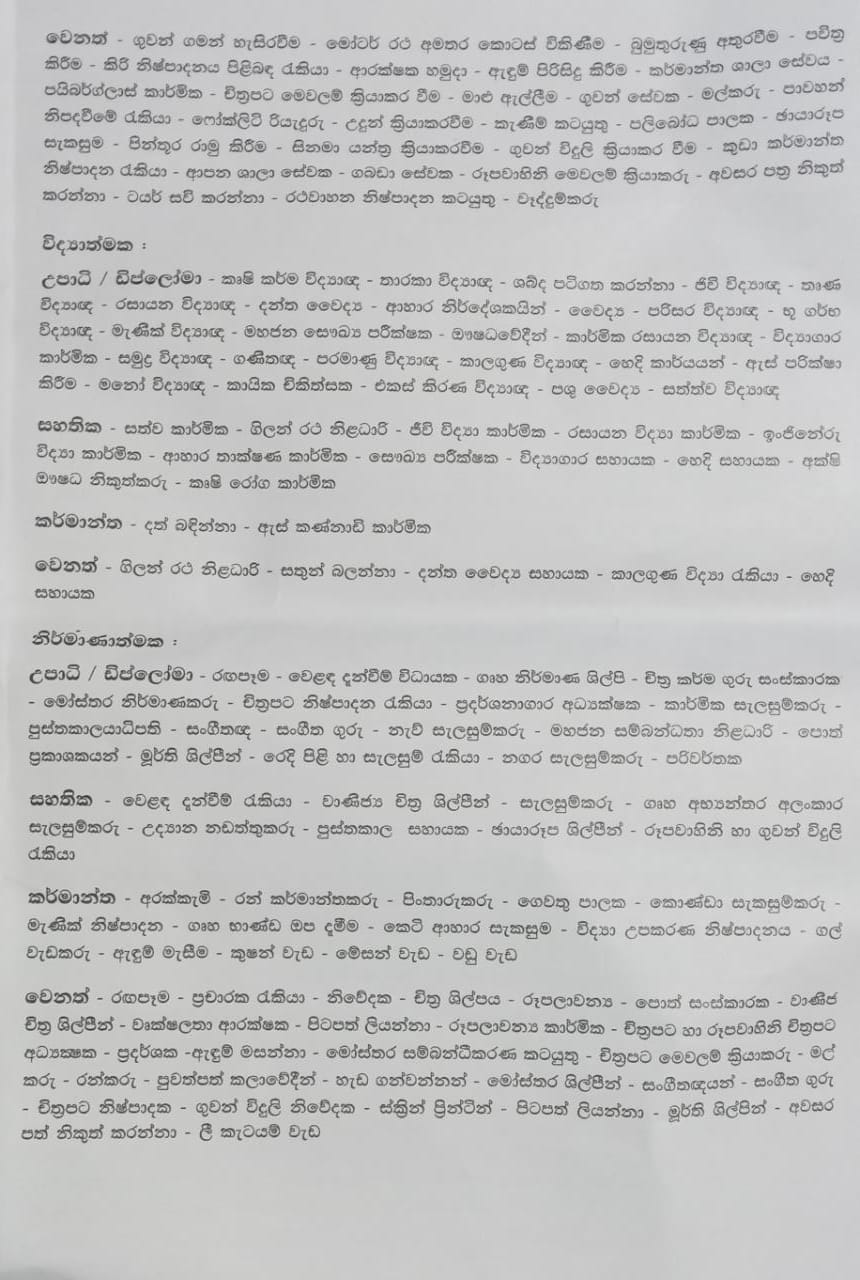 වෙනත් - ගුවන් ගමන් හැසිරවීම - මෝටර් රථ අමතර කොටස් විකිණීම - බුමුතුරුණු අතුරවීම - පවිත්‍ර
කිරීම - කිරි නිෂ්පාදනය පිළිබඳ රැකියා - ආරක්ෂක හමුදා - ඇඳුම් පිරිසිදු කිරීම - කර්මාන්ත ශාලා සේවය -
පයිබර්ග්ලාස් කාර්මික - චිත්‍රපට මෙවලම් ක්‍රියාකර වීම - මාළු ඇල්ලීම - ගුවන් සේවක - මල්කරු - පාවහන්
නිපදවීමේ රැකියා - ෆෝක්ලිට් රියැදුරු - උදුන් ක්‍රියාකරවීම - කැණීම් කටයුතු - පලිබෝධ පාලක - ඡායාරූප
සැකසුම - පින්තූර රාමු කිරීම - සිනමා යන්ත්‍ර ක්‍රියාකරවීම - ගුවන් විදුලි ක්‍රියාකර වීම - කුඩා කර්මාන්ත
නිෂ්පාදන රැකියා - ආපන ශාලා සේවක - ගබඩා සේවක - රූපවාහිනි මෙවලම් ක්‍රියාකරු - අවසර පත්‍ර නිකුත්
කරන්නා - ටයර් සවි කරන්නා - රථවාහන නිෂ්පාදන කටයුතු - වෑද්දුම්කරු
විද්‍යාත්මක :
උපාධි / ඩිප්ලෝමා - කෘෂි කර්ම විද්‍යාඥ - තාරකා විද්‍යාඥ - ශබ්ද පටිගත කරන්නා - ජිව් විද්‍යාඥ - තෘණ
විද්‍යාඥ - රසායන විද්‍යාඥ - දන්ත වෛද්‍ය - ආහාර නිර්දේශකයින් - වෛද්‍ය - පරිසර විද්‍යාඥ - භූ ගර්භ
විද්‍යාඥ - මැණික් විද්‍යාඥ - මහජන සෞඛ්‍ය පරීක්ෂක - ඖෂධවේදීන් - කාර්මික රසායන විද්‍යාඥ - විද්‍යාගාර
කාර්මික - සමුද්‍ර විද්‍යාඥ - ගණිතඥ - පරමාණු විද්‍යාඥ - කාලගුණ විද්‍යාඥ - හෙදි කාර්යයන් - ඇස් පරික්ෂා
කිරීම - මනෝ විද්‍යාඥ - කායික චිකිත්සක - එක්ස් කිරණ විද්‍යාඥ - පශු වෛද්‍ය - සත්ත්ව විද්‍යාඥ
සහතික - සත්ව කාර්මික - ගිලන් රථ නිළධාරි - ජීව් විද්‍යා කාර්මික - රසායන විද්‍යා කාර්මික - ඉංජිනේරු
විද්‍යා කාර්මික - ආහාර තාක්ෂණ කාර්මික - සෞඛ්‍ය පරීක්ෂක - විද්‍යාගාර සහායක - හෙදි සහායක - අක්ෂි
ඖෂධ නිකුත්කරු - කෘෂි රෝග කාර්මික
කර්මාන්ත - දත් බඳින්නා - ඇස් කණ්නාඩි කාර්මික
වෙනත් - ගිලන් රථ නිළධාරි - සතුන් බලන්නා - දන්ත වෛද්‍ය සහායක - කාලගුණ විද්‍යා රැකියා - හෙදි
සහායක
නිර්මාණාත්මක :
උපාධි / ඩිප්ලෝමා - රඟපෑම - වෙළඳ දැන්වීම් විධායක - ගෘහ නිර්මාණ ශිල්පි - චිත්‍ර කර්ම ගුරු සංස්කාරක
- මෝස්තර නිර්මාණකරු - චිත්‍රපට නිෂ්පාදන රැකියා - ප්‍රදර්ශනාගාර අධ්‍යක්ෂක - කාර්මික සැලසුම්කරු -
පුස්තකාලයාධිපති - සංගීතඥ - සංගීත ගුරු - නැව් සැලසුම්කරු - මහජන සම්බන්ධතා නිළධාරි - පොත්
ප්‍රකාශකයන් - මූර්ති ශිල්පීන් - රෙදි පිළි හා සැලසුම් රැකියා - නගර සැලසුම්කරු - පරිවර්තක
සහතික - වෙළඳ දැන්වීම් රැකියා - වාණිජ්‍ය චිත්‍ර ශිල්පීන් - සැලසුම්කරු - ගෘහ අභ්‍යන්තර අලංකාර
සැලසුම්කරු - උද්‍යාන නඩත්තුකරු - පුස්තකාල සහායක - ඡායාරූප ශිල්පීන් - රූපවාහිනි හා ගුවන් විදුලි
රැකියා
කර්මාන්ත - අරක්කැමි - රන් කර්මාන්තකරු - පිංතාරුකරු - ගෙවතු පාලක - කොණ්ඩා සැකසුම්කරු -
මැණික් නිෂ්පාදන - ගෘහ භාණ්ඩ ඔප දැමීම - කෙටි ආහාර සැකසුම - විද්‍යා උපකරණ නිෂ්පාදනය - ගල්
වැඩකරු - ඇඳුම් මැසීම - කුෂන් වැඩ - මේසන් වැඩ - වඩු වැඩ
වෙනත් - රඟපෑම - ප්‍රචාරක රැකියා - නිවේදක - චිත්‍ර ශිල්පය - රූපලාවන්‍ය - පොත් සංස්කාරක - වාණිජ
චිත්‍ර ශිල්පීන් - වෘක්ෂලතා ආරක්ෂක - පිටපත් ලියන්නා - රූපලාවන්‍ය කාර්මික - චිත්‍රපට හා රූපවාහිනි චිත්‍රපට
අධ්‍යක්ෂක - ප්‍රදර්ශක -ඇඳුම් මසන්නා - මෝස්තර සම්බන්ධීකරණ කටයුතු - චිත්‍රපට මෙවලම් ක්‍රියාකරු - මල්
කරු - රන්කරු - පුවත්පත් කලාවේදීන් - හැඩ ගන්වන්නන් - මෝස්තර ශිල්පීන් - සංගීතඥයන් - සංගීත ගුරු
- චිත්‍රපට නිෂ්පාදක - ගුවන් විදුලි නිවේදක - ස්ක්‍රින් ප්‍රින්ටින් - පිටපත් ලියන්නා - මූර්ති ශිල්පින් - අවසර
පත් නිකුත් කරන්නා - ලී කැටයම් වැඩ